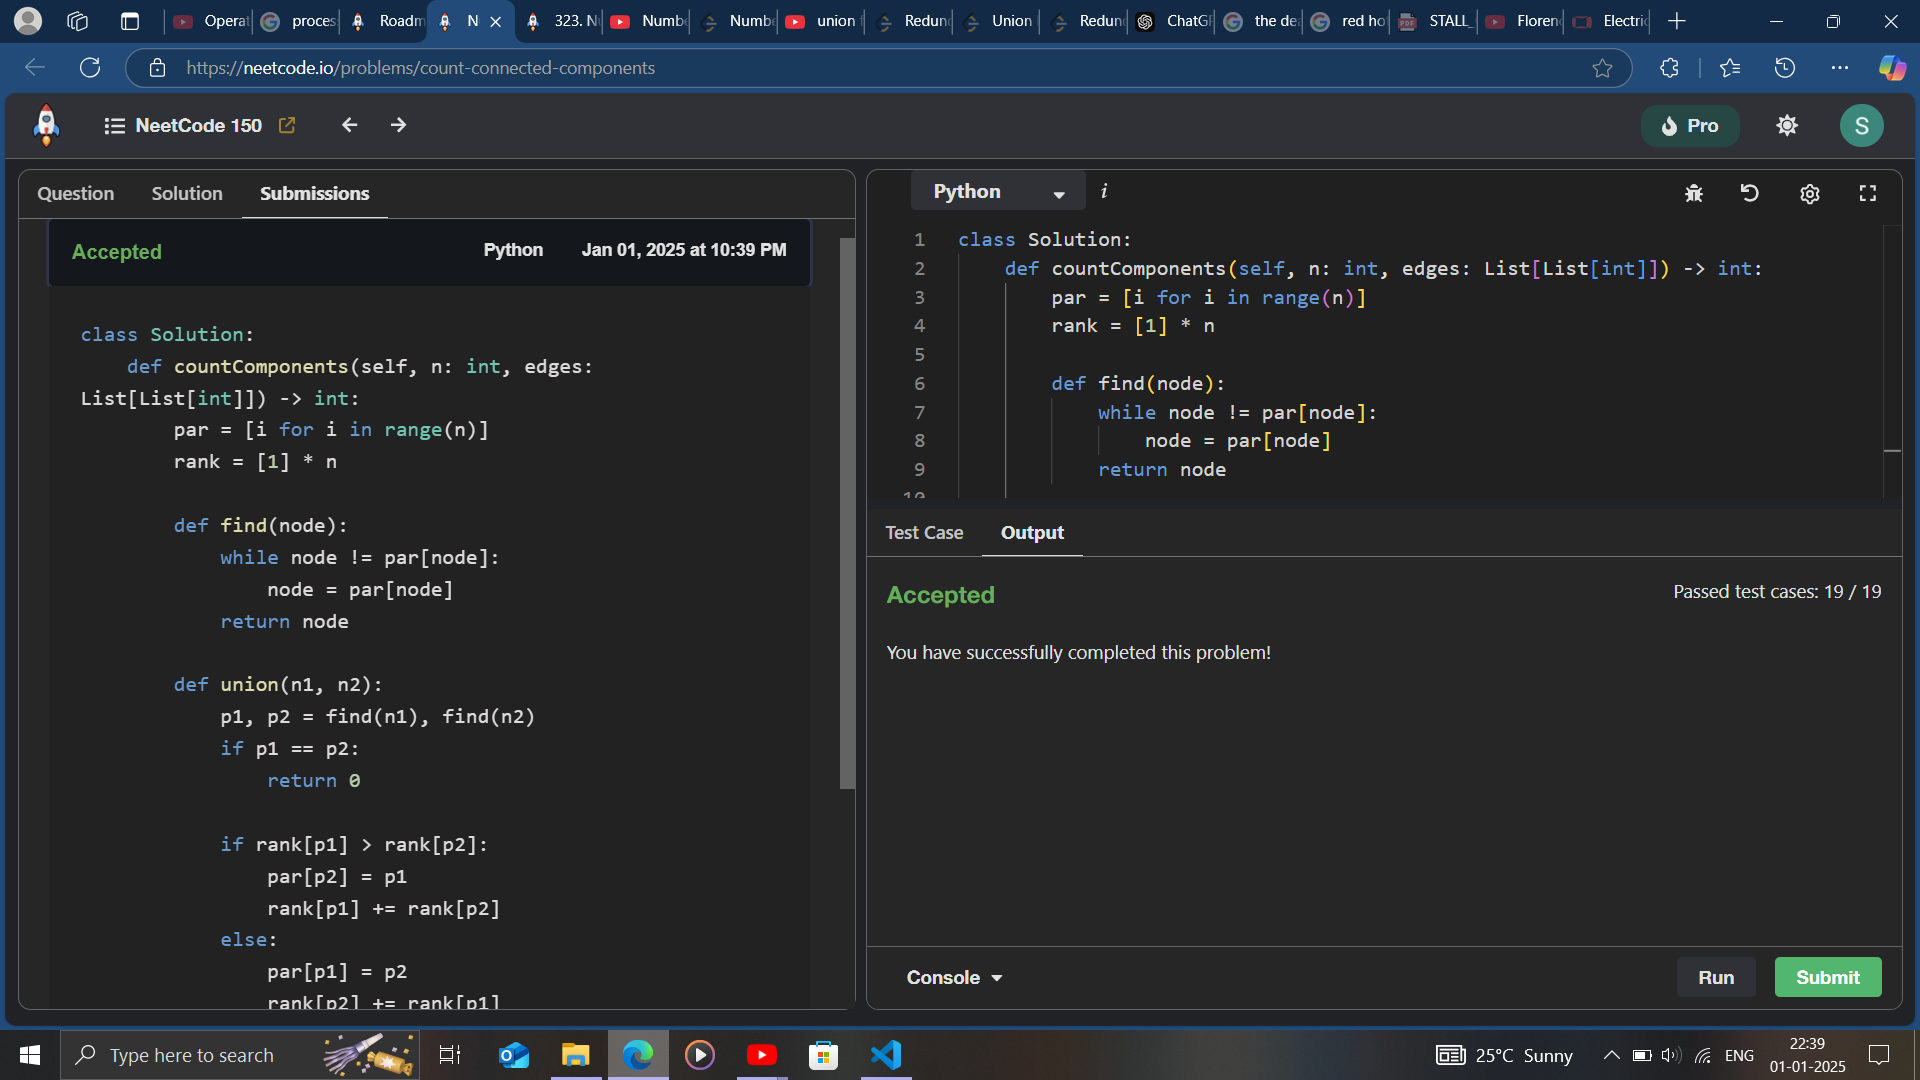 Operat
proces
Roadm
N
323. N
Numbe
Numb
union f
Redun
Union
Redun
ChatGP
the dea
red hot
STALL_
Floren
Electric
https://neetcode.io/problems/count-connected-components
NeetCode 150
Pro
S
Question
Solution
Submissions
Accepted
Python
Jan 01, 2025 at 10:39 PM
class Solution:
def countComponents(self, n: int, edges:
List[List[int]]) -> int:
par = [i for i in range(n)]
rank = [1] * n
def find(node):
while node != par[node]:
node = par[node]
return node
def union(n1, n2):
p1, p2 = find(n1), find(n2)
if p1 == p2:
return 0
if rank[p1] > rank[p2]:
par[p2] = p1
rank[p1] += rank[p2]
else:
par[p1] = p2
rank[p2] += rank[p1]
Python
i
1 class Solution:
2 def countComponents(self, n: int, edges: List[List[int]]) -> int:
3 par = [i for i in range(n)]
4 rank = [1] * n
5
6 def find(node):
7 while node != par[node]:
8 node = par[node]
9 return node
10
Test Case
Output
Accepted
Passed test cases: 19 / 19
You have successfully completed this problem!
Console
Run
Submit
Type here to search
25°C Sunny
ENG
22:39
01-01-2025